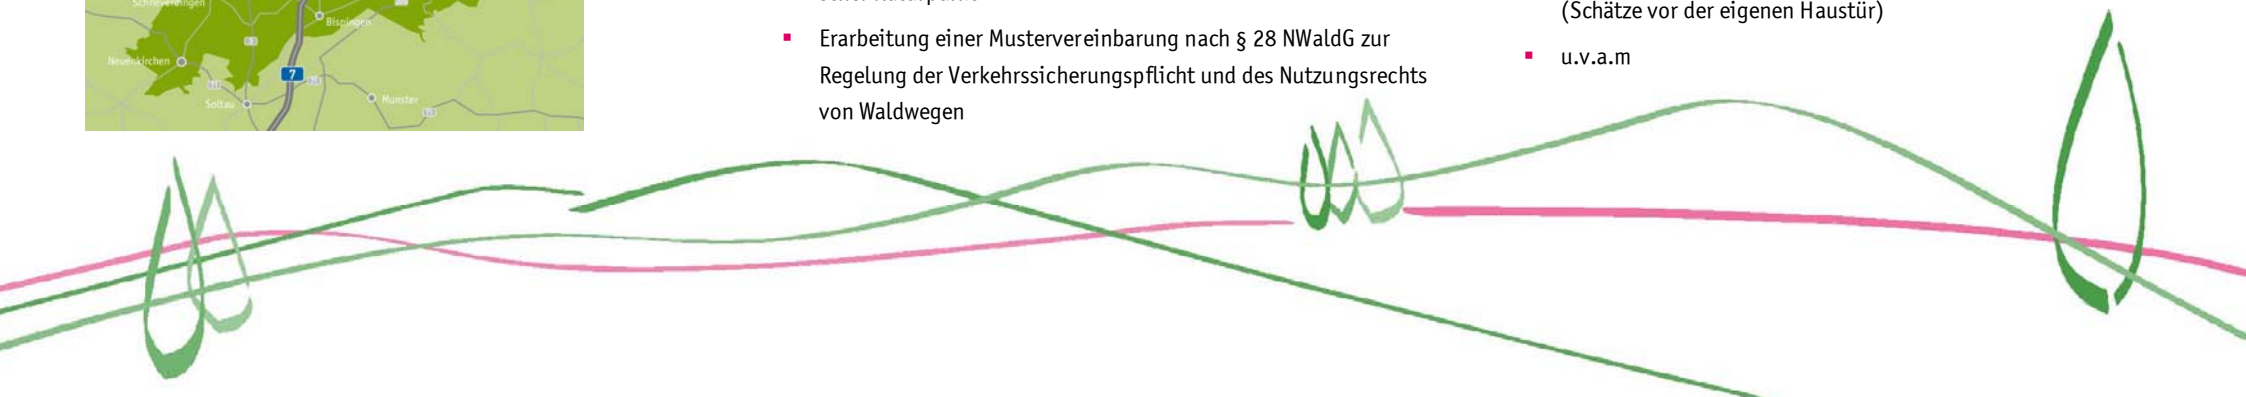 Schneverdingen
Bispingen
Neuenkirchen
7
Soltau
Munster
Erarbeitung einer Mustervereinbarung nach § 28 NWaldG zur
Regelung der Verkehrssicherungspflicht und des Nutzungsrechts
von Waldwegen
(Schätze vor der eigenen Haustür)
u.v.a.m